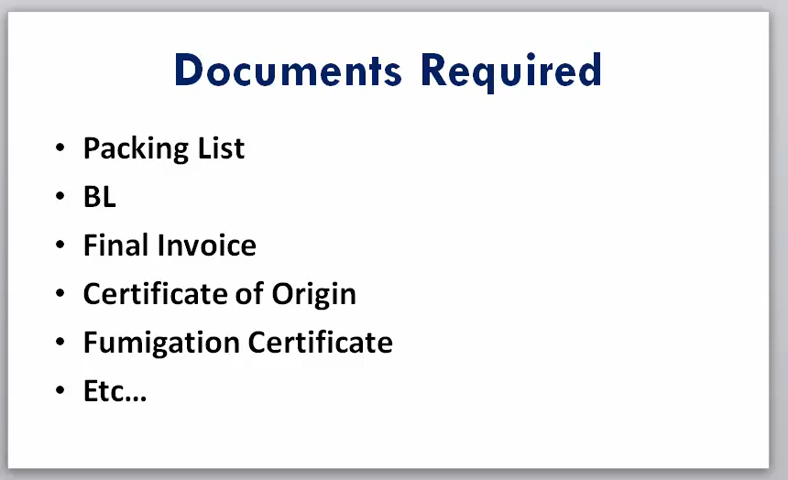 Documents Required
• Packing List
• BL
• Final Invoice
• Certificate of Origin
• Fumigation Certificate
• Etc...